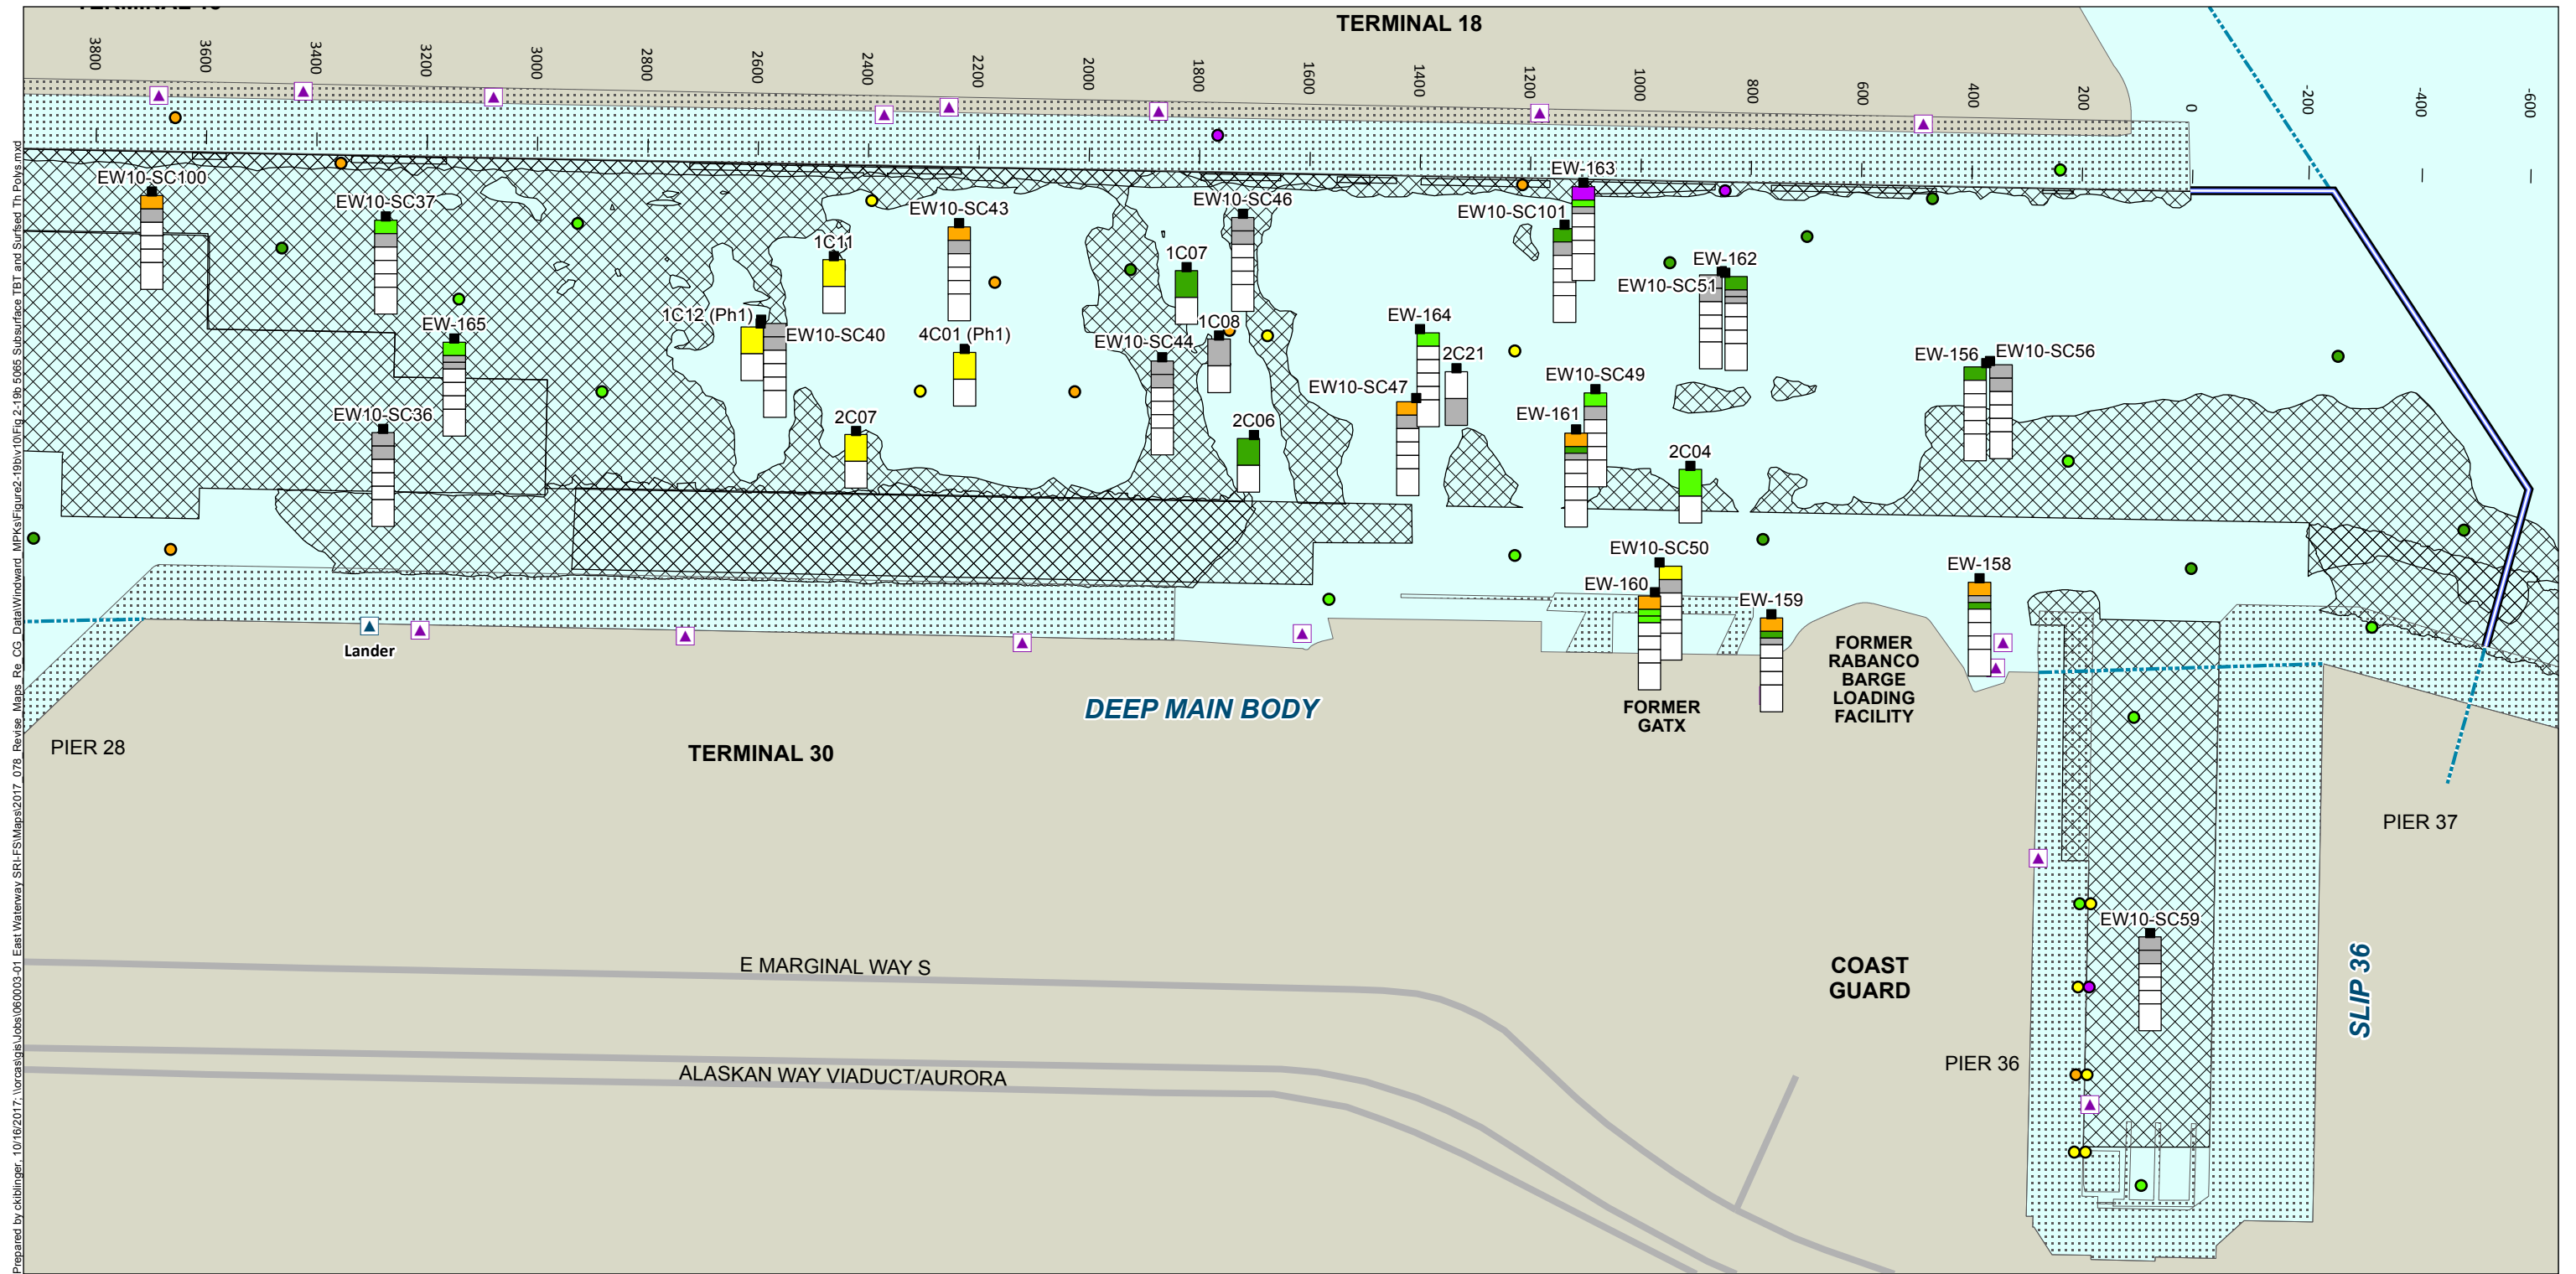 TERMINAL 18
3800
3600
3400
3200
3000
2800
2600
2400
2200
2000
1800
1600
1400
1200
1000
800
600
400
200
0
-200
-400
-600
EW10-SC100
EW10-SC37
EW-165
EW10-SC36
1C11
1C12 (Ph1)
EW10-SC40
2C07
EW10-SC43
4C01 (Ph1)
EW10-SC44
1C07
EW10-SC46
1C08
2C06
EW-164
2C21
EW10-SC47
EW-163
EW10-SC101
EW10-SC49
EW-161
EW-162
EW10-SC51
2C04
EW-156
EW10-SC56
EW10-SC50
EW-160
EW-159
EW-158
Lander
FORMER
GATX
FORMER
RABANCO
BARGE
LOADING
FACILITY
DEEP MAIN BODY
PIER 28
TERMINAL 30
PIER 37
EW10-SC59
COAST
GUARD
SLIP 36
PIER 36
E MARGINAL WAY S
ALASKAN WAY VIADUCT/AURORA